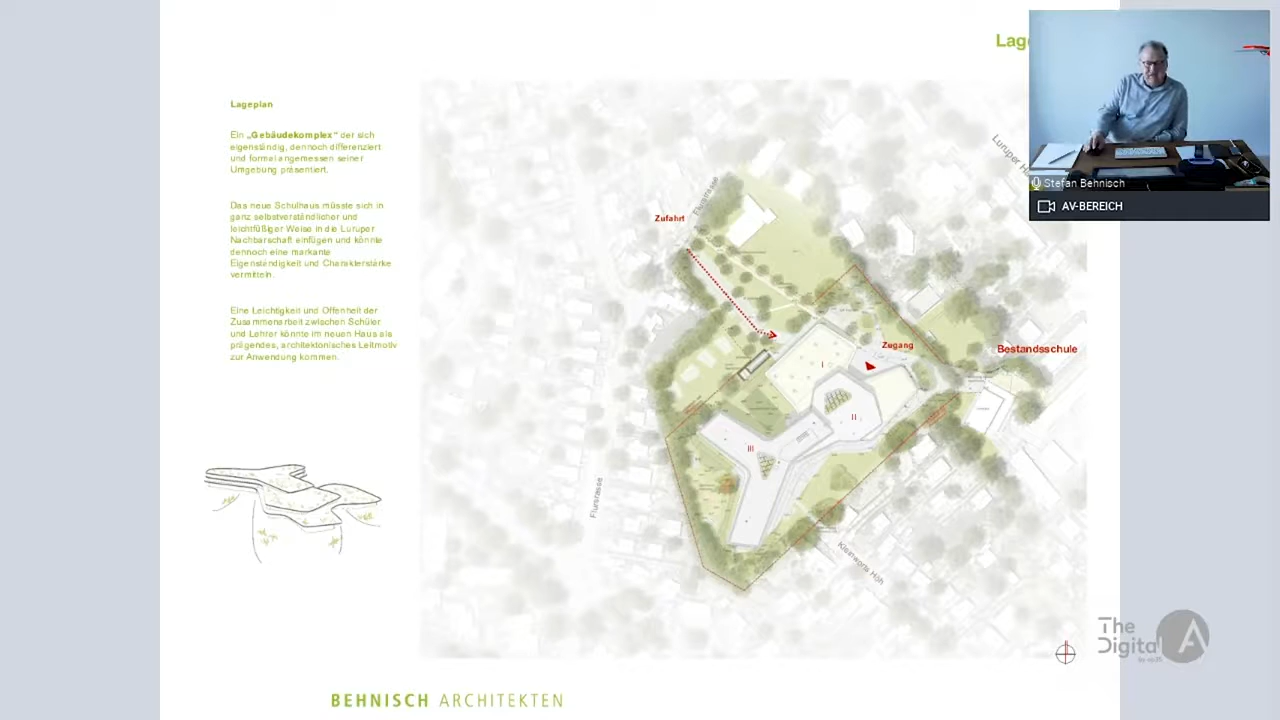 Lage
Lageplan
Ein „Gebäudekomplex" der sich
eigenständig, dennoch differenziert
und formal angemessen seiner
Umgebung präsentiert.
Das neue Schulhaus müsste sich in
ganz selbstverständlicher und
leichtfüßiger Weise in die Luruper
Nachbarschaft einfügen und könnte
dennoch eine markante
Eigenständigkeit und Charakterstärke
vermitteln.
Eine Leichtigkeit und Offenheit der
Zusammenarbeit zwischen Schüler
und Lehrer könnte im neuen Haus als
prägendes, architektonisches Leitmotiv
zur Anwendung kommen.
Luruper H
Zufahrt
Zugang
Bestandsschule
I
II
III
Flurstrasse
Stefan Behnisch
AV-BEREICH
The
Digital A
BEHNISCH ARCHITEKTEN